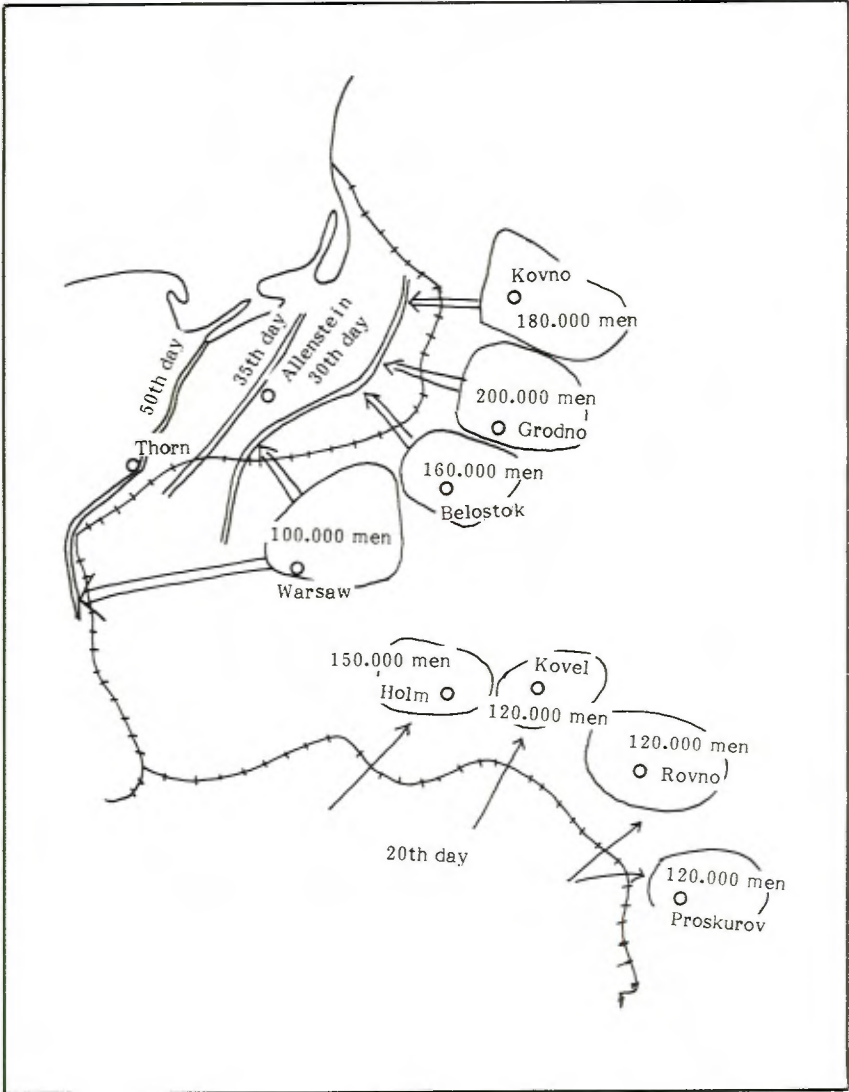 Kovno
180.000 men
50th day
35th day
Allenstein
30th day
200.000 men
Grodno
Thorn
160.000 men
Belostok
100.000 men
Warsaw
150.000 men
Holm
Kovel
120.000 men
120.000 men
Rovno
20th day
120.000 men
Proskurov